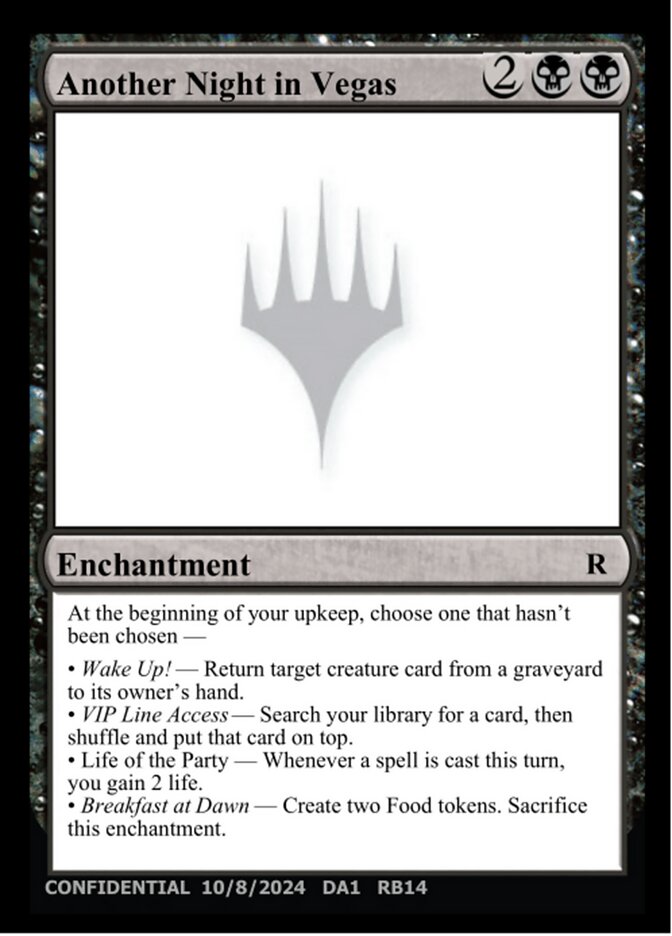 Another Night in Vegas 2
Enchantment R
At the beginning of your upkeep, choose one that hasn’t
been chosen —
• Wake Up! — Return target creature card from a graveyard
to its owner’s hand.
• VIP Line Access — Search your library for a card, then
shuffle and put that card on top.
• Life of the Party — Whenever a spell is cast this turn,
you gain 2 life.
• Breakfast at Dawn — Create two Food tokens. Sacrifice
this enchantment.
CONFIDENTIAL 10/8/2024 DA1 RB14